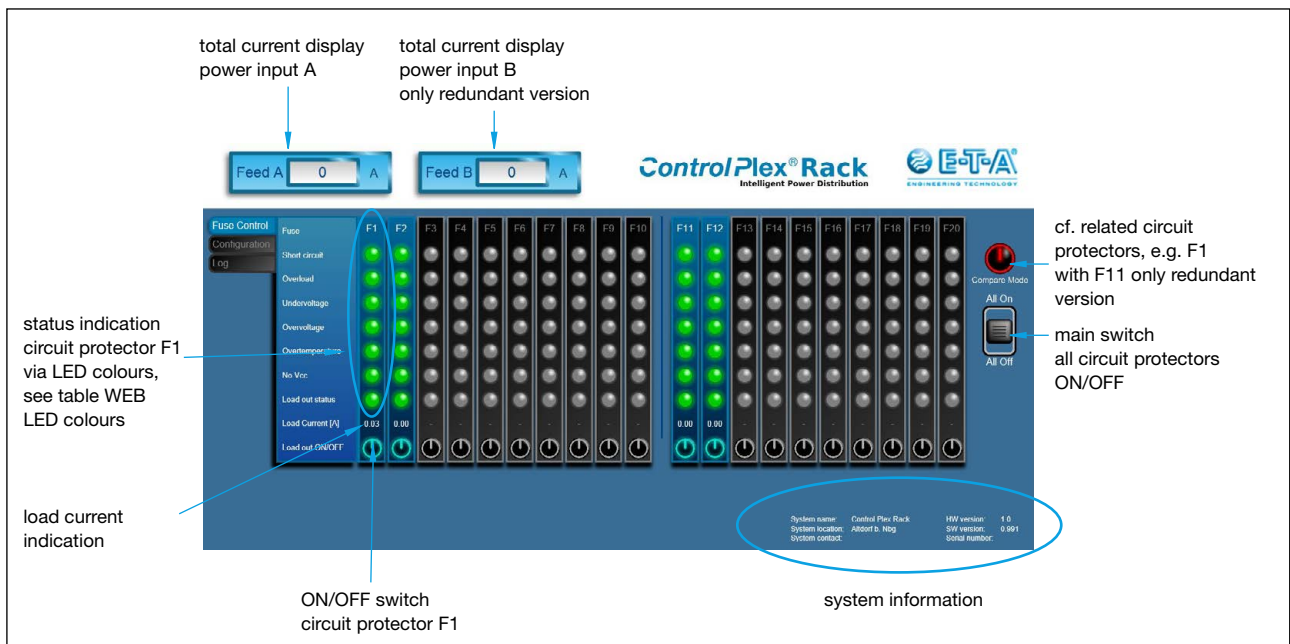 total current display
power input A
total current display
power input B
only redundant version
Feed A 0 A
Feed B 0 A
ControlPlex® Rack
Intelligent Power Distribution
E-T-A®
ENGINEERING TECHNOLOGY
Fuse Control
Configuration
Log
Fuse F1 F2 F3 F4 F5 F6 F7 F8 F9 F10 F11 F12 F13 F14 F15 F16 F17 F18 F19 F20
Short circuit
Overload
Undervoltage
Overvoltage
Overtemperature
No Vcc
Load out status
Load Current [A] 0.03 0.00 - - - - - - - - 0.00 0.00 - - - - - - - -
Load out ON/OFF
Compare Mode
All On
All Off
cf. related circuit
protectors, e.g. F1
with F11 only redundant
version
main switch
all circuit protectors
ON/OFF
status indication
circuit protector F1
via LED colours,
see table WEB
LED colours
load current
indication
System name: Control Plex Rack HW version: 1.0
System location: Altdorf b. Nbg SW version: 0.991
System contact: Serial number:
ON/OFF switch
circuit protector F1
system information